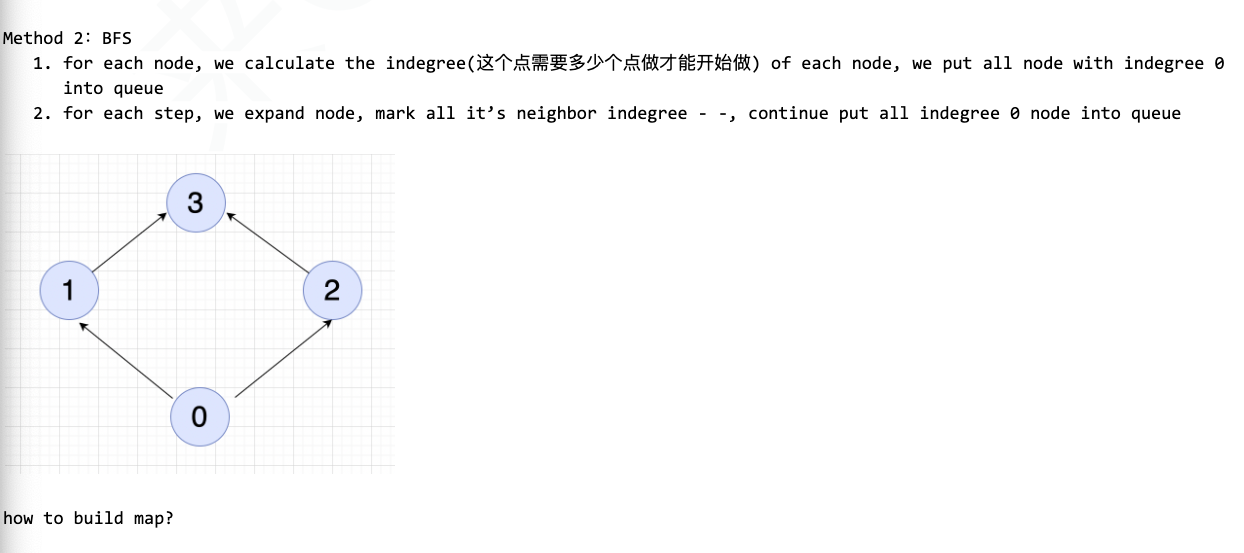 Method 2: BFS
1. for each node, we calculate the indegree(这个点需要多少个点做才能开始做) of each node, we put all node with indegree 0
into queue
2. for each step, we expand node, mark all it’s neighbor indegree - -, continue put all indegree 0 node into queue
3
1
2
0
how to build map?